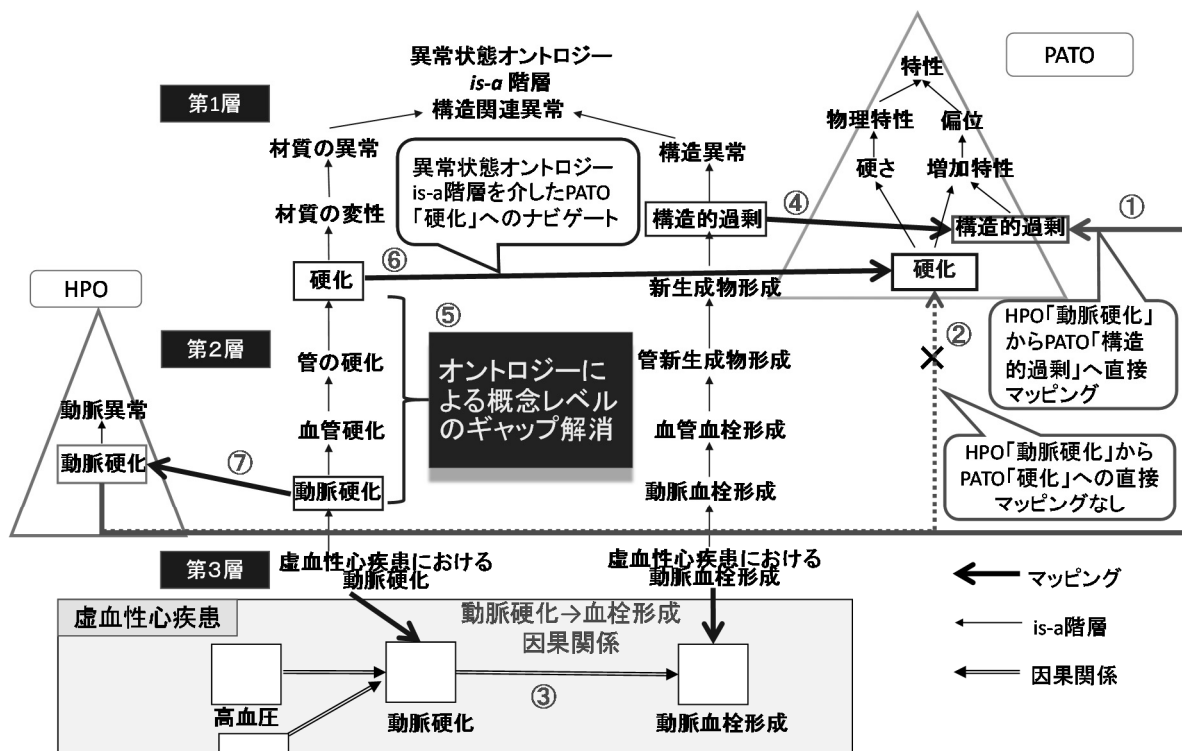 異常状態オントロジー
is-a 階層
構造関連異常
第1層
材質の異常
材質の変性
硬化
管の硬化
血管硬化
動脈硬化
虚血性心疾患における
動脈硬化
構造異常
構造的過剰
新生成物形成
管新生成物形成
血管血栓形成
動脈血栓形成
虚血性心疾患における
動脈血栓形成
異常状態オントロジー
is-a階層を介したPATO
「硬化」へのナビゲート
PATO
特性
物理特性
偏位
硬さ
増加特性
構造的過剰
硬化
①
②
④
⑥
⑤
オントロジーに
よる概念レベル
のギャップ解消
HPO「動脈硬化」
からPATO「構造
的過剰」へ直接
マッピング
HPO「動脈硬化」から
PATO「硬化」への直接
マッピングなし
HPO
第2層
動脈異常
動脈硬化
⑦
第3層
虚血性心疾患
動脈硬化→血栓形成
因果関係
③
高血圧
動脈硬化
動脈血栓形成
マッピング
is-a階層
因果関係